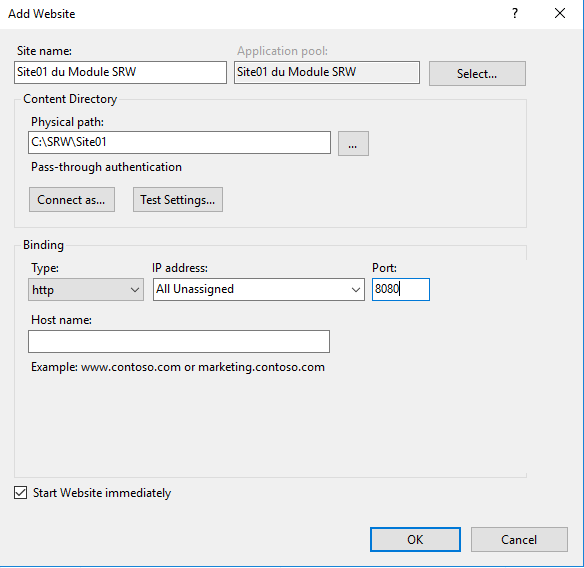 Add Website
?
Site name:
Application pool:
Site01 du Module SRW
Site01 du Module SRW
Select...
Content Directory
Physical path:
C:\SRW\Site01
...
Pass-through authentication
Connect as...
Test Settings...
Binding
Type:
IP address:
Port:
http
All Unassigned
8080
Host name:
Example: www.contoso.com or marketing.contoso.com
Start Website immediately
OK
Cancel